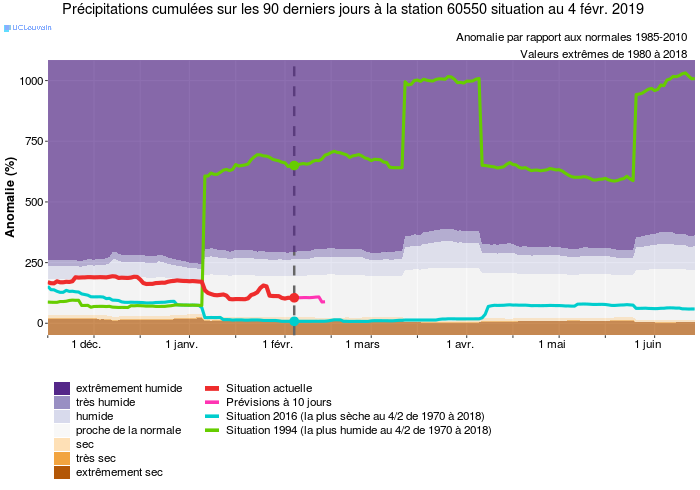 Précipitations cumulées sur les 90 derniers jours à la station 60550 situation au 4 févr. 2019
UCLouvain
Anomalie par rapport aux normales 1985-2010
Valeurs extrêmes de 1980 à 2018
Anomalie (%)
1000
750
500
250
0
1 déc.
1 janv.
1 févr.
1 mars
1 avr.
1 mai
1 juin
extrêmement humide
très humide
humide
proche de la normale
sec
très sec
extrêmement sec
Situation actuelle
Prévisions à 10 jours
Situation 2016 (la plus sèche au 4/2 de 1970 à 2018)
Situation 1994 (la plus humide au 4/2 de 1970 à 2018)